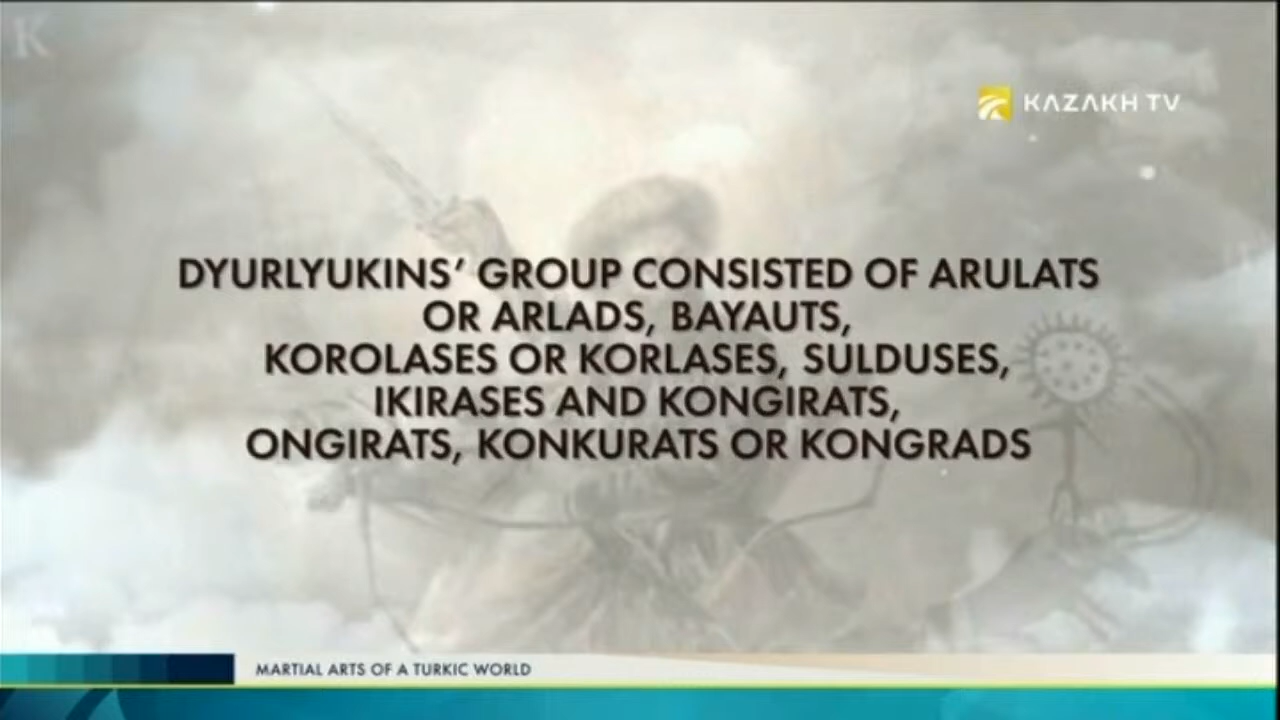 K
KAZAKH TV
DYURLYUKINS' GROUP CONSISTED OF ARULATS
OR ARLADS, BAYAUTS,
KOROLASES OR KORLASES, SULDUSES,
IKIRASES AND KONGIRATS,
ONGIRATS, KONKURATS OR KONGRADS
MARTIAL ARTS OF A TURKIC WORLD